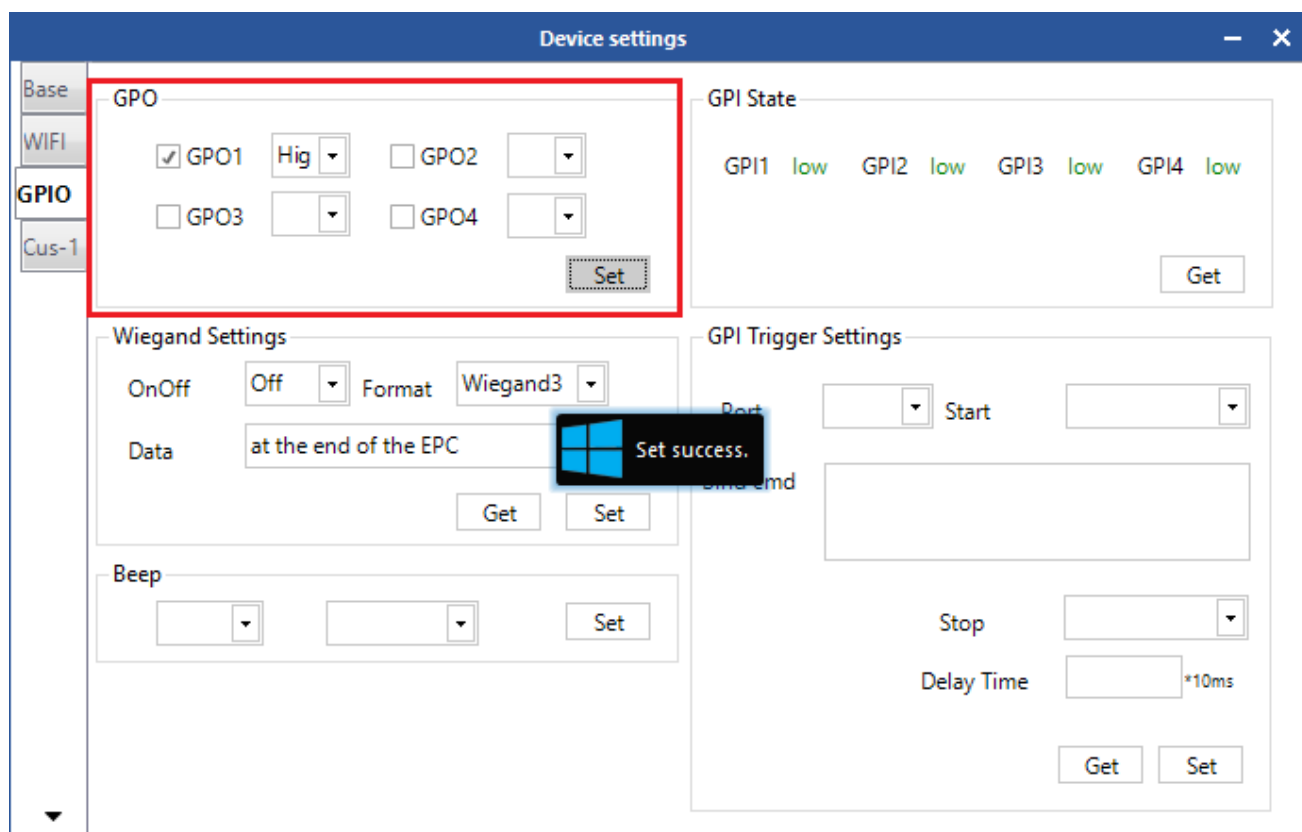 Device settings
Base
WIFI
GPIO
Cus-1
GPO
GPO1 Hig GPO2
GPO3 GPO4
Set
GPI State
GPI1 low GPI2 low GPI3 low GPI4 low
Get
Wiegand Settings
OnOff Off Format Wiegand3
Data at the end of the EPC
Get Set
Set success.
Beep
Set
GPI Trigger Settings
Port Start
cmd
Stop
Delay Time *10ms
Get Set